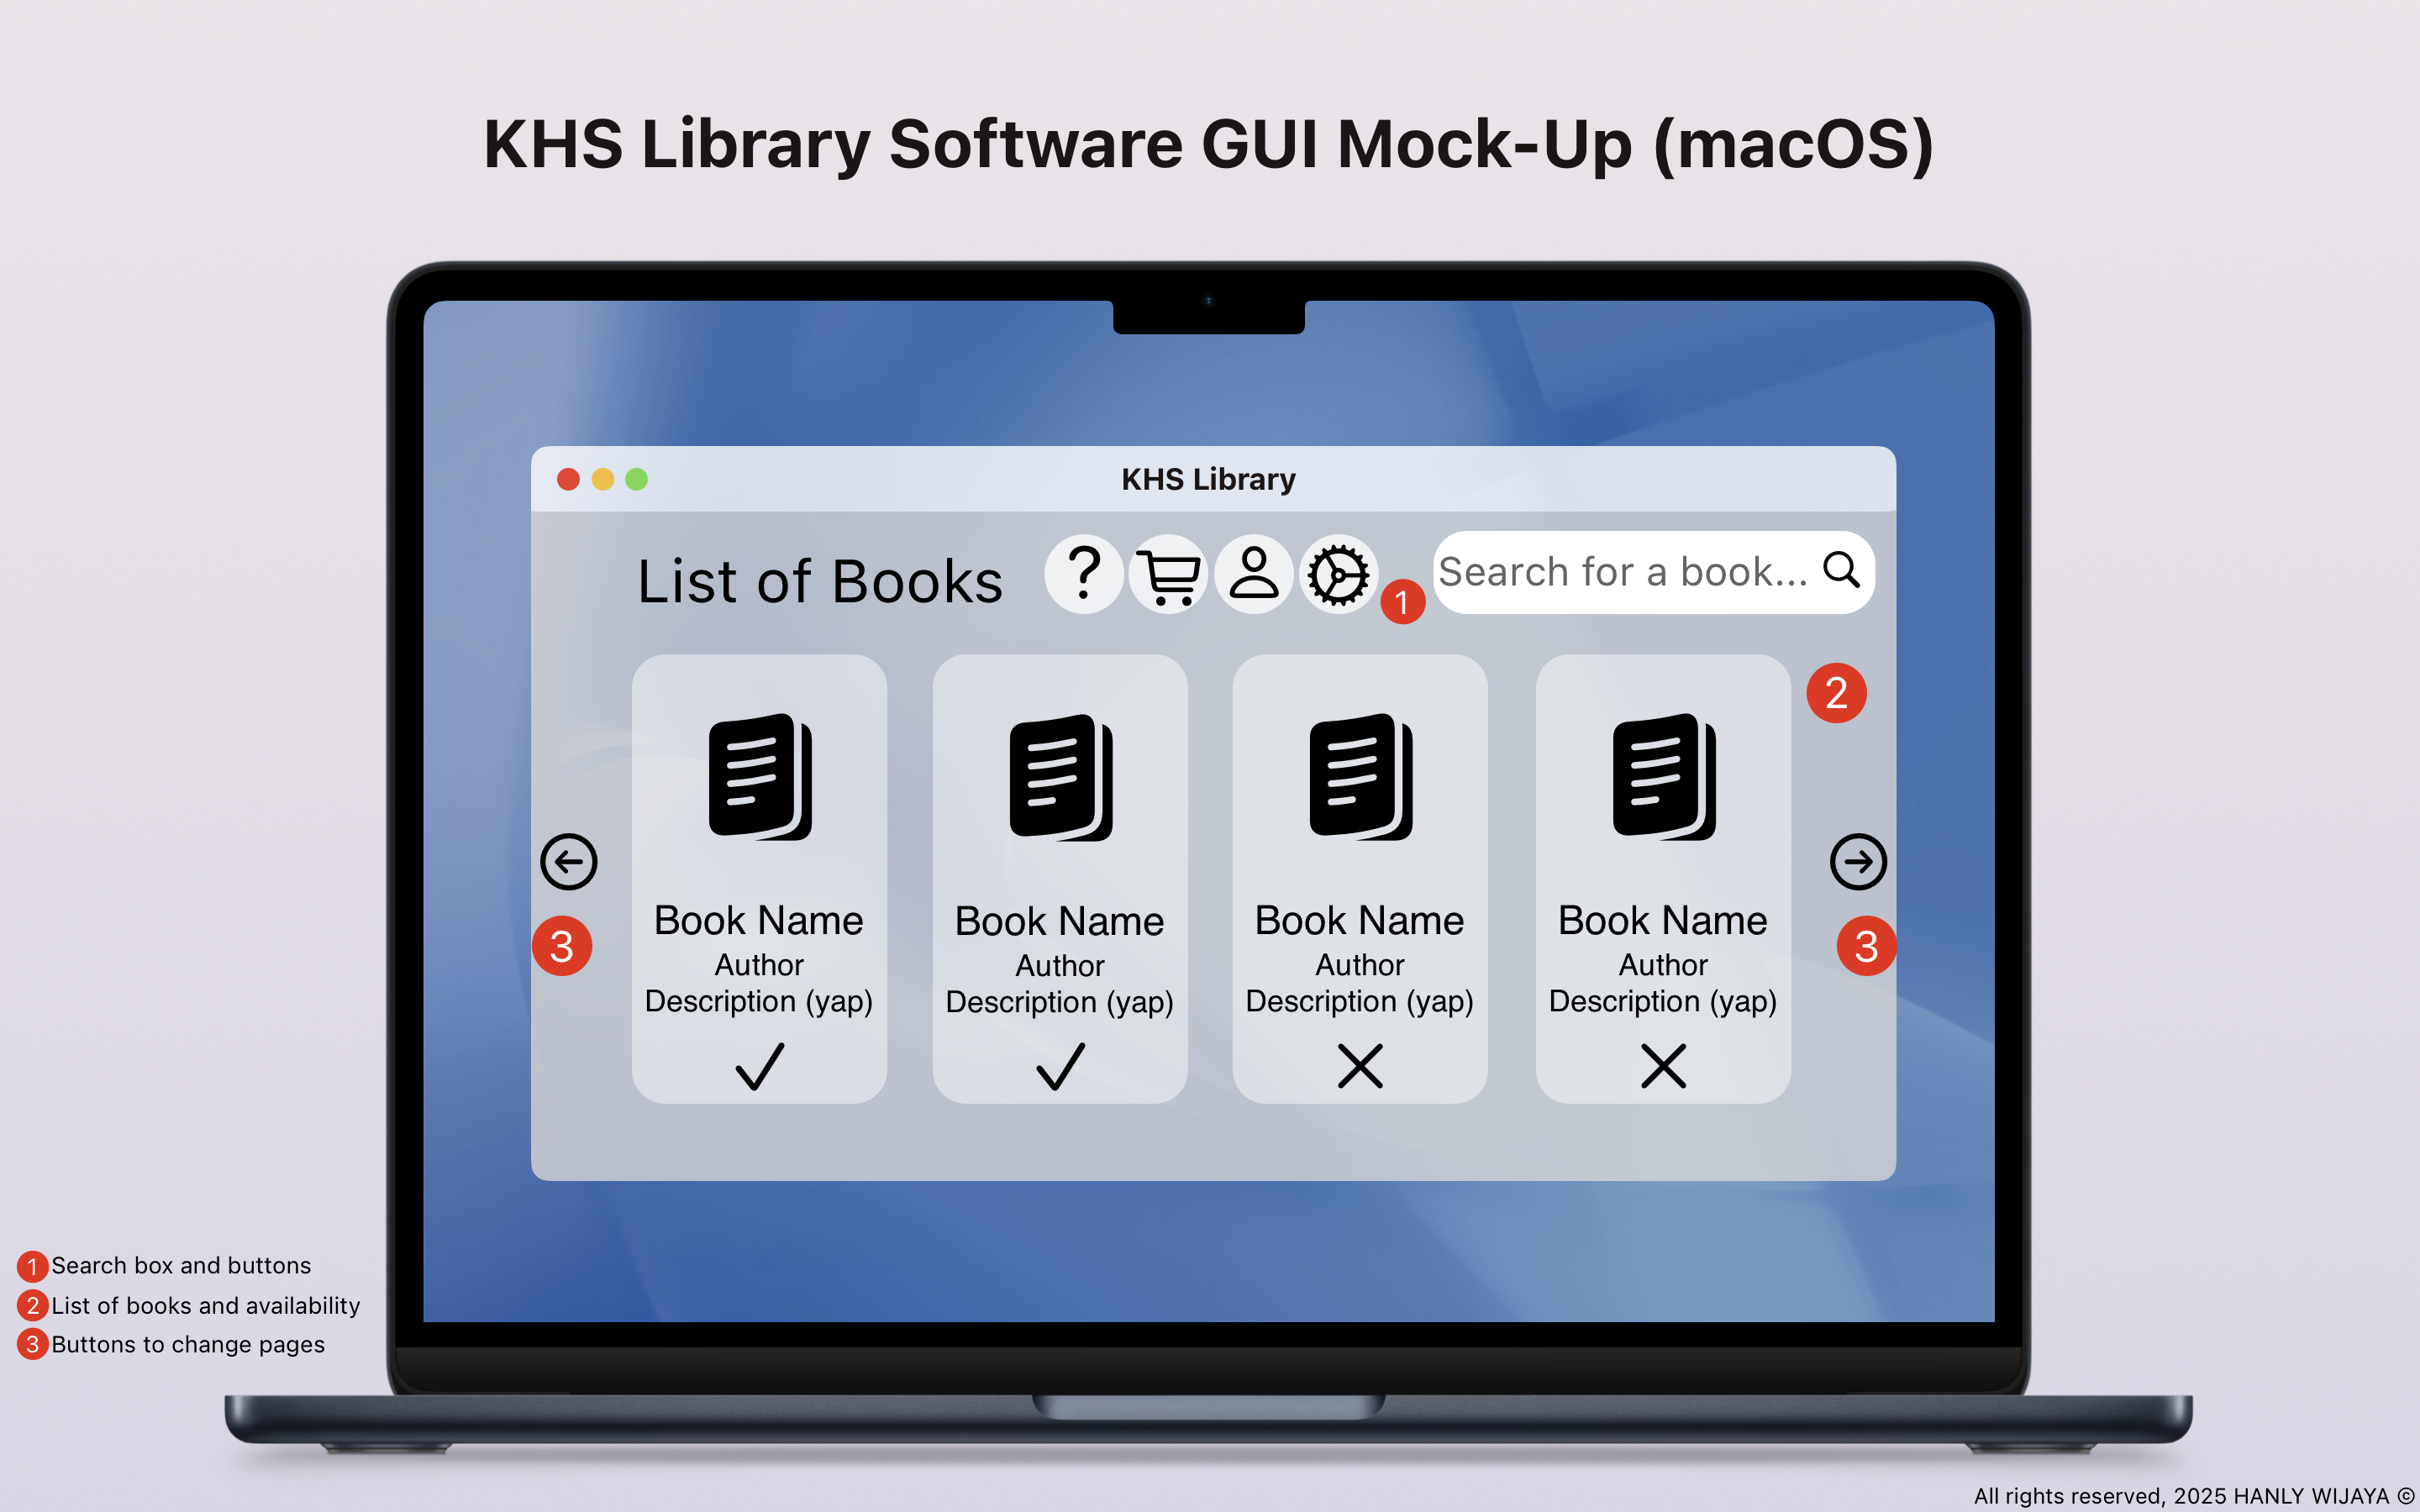 KHS Library Software GUI Mock-Up (macOS)
KHS Library
List of Books
?
1
Search for a book...
2
Book Name
Author
Description (yap)
Book Name
Author
Description (yap)
Book Name
Author
Description (yap)
Book Name
Author
Description (yap)
3
3
1 Search box and buttons
2 List of books and availability
3 Buttons to change pages
All rights reserved, 2025 HANLY WIJAYA ©